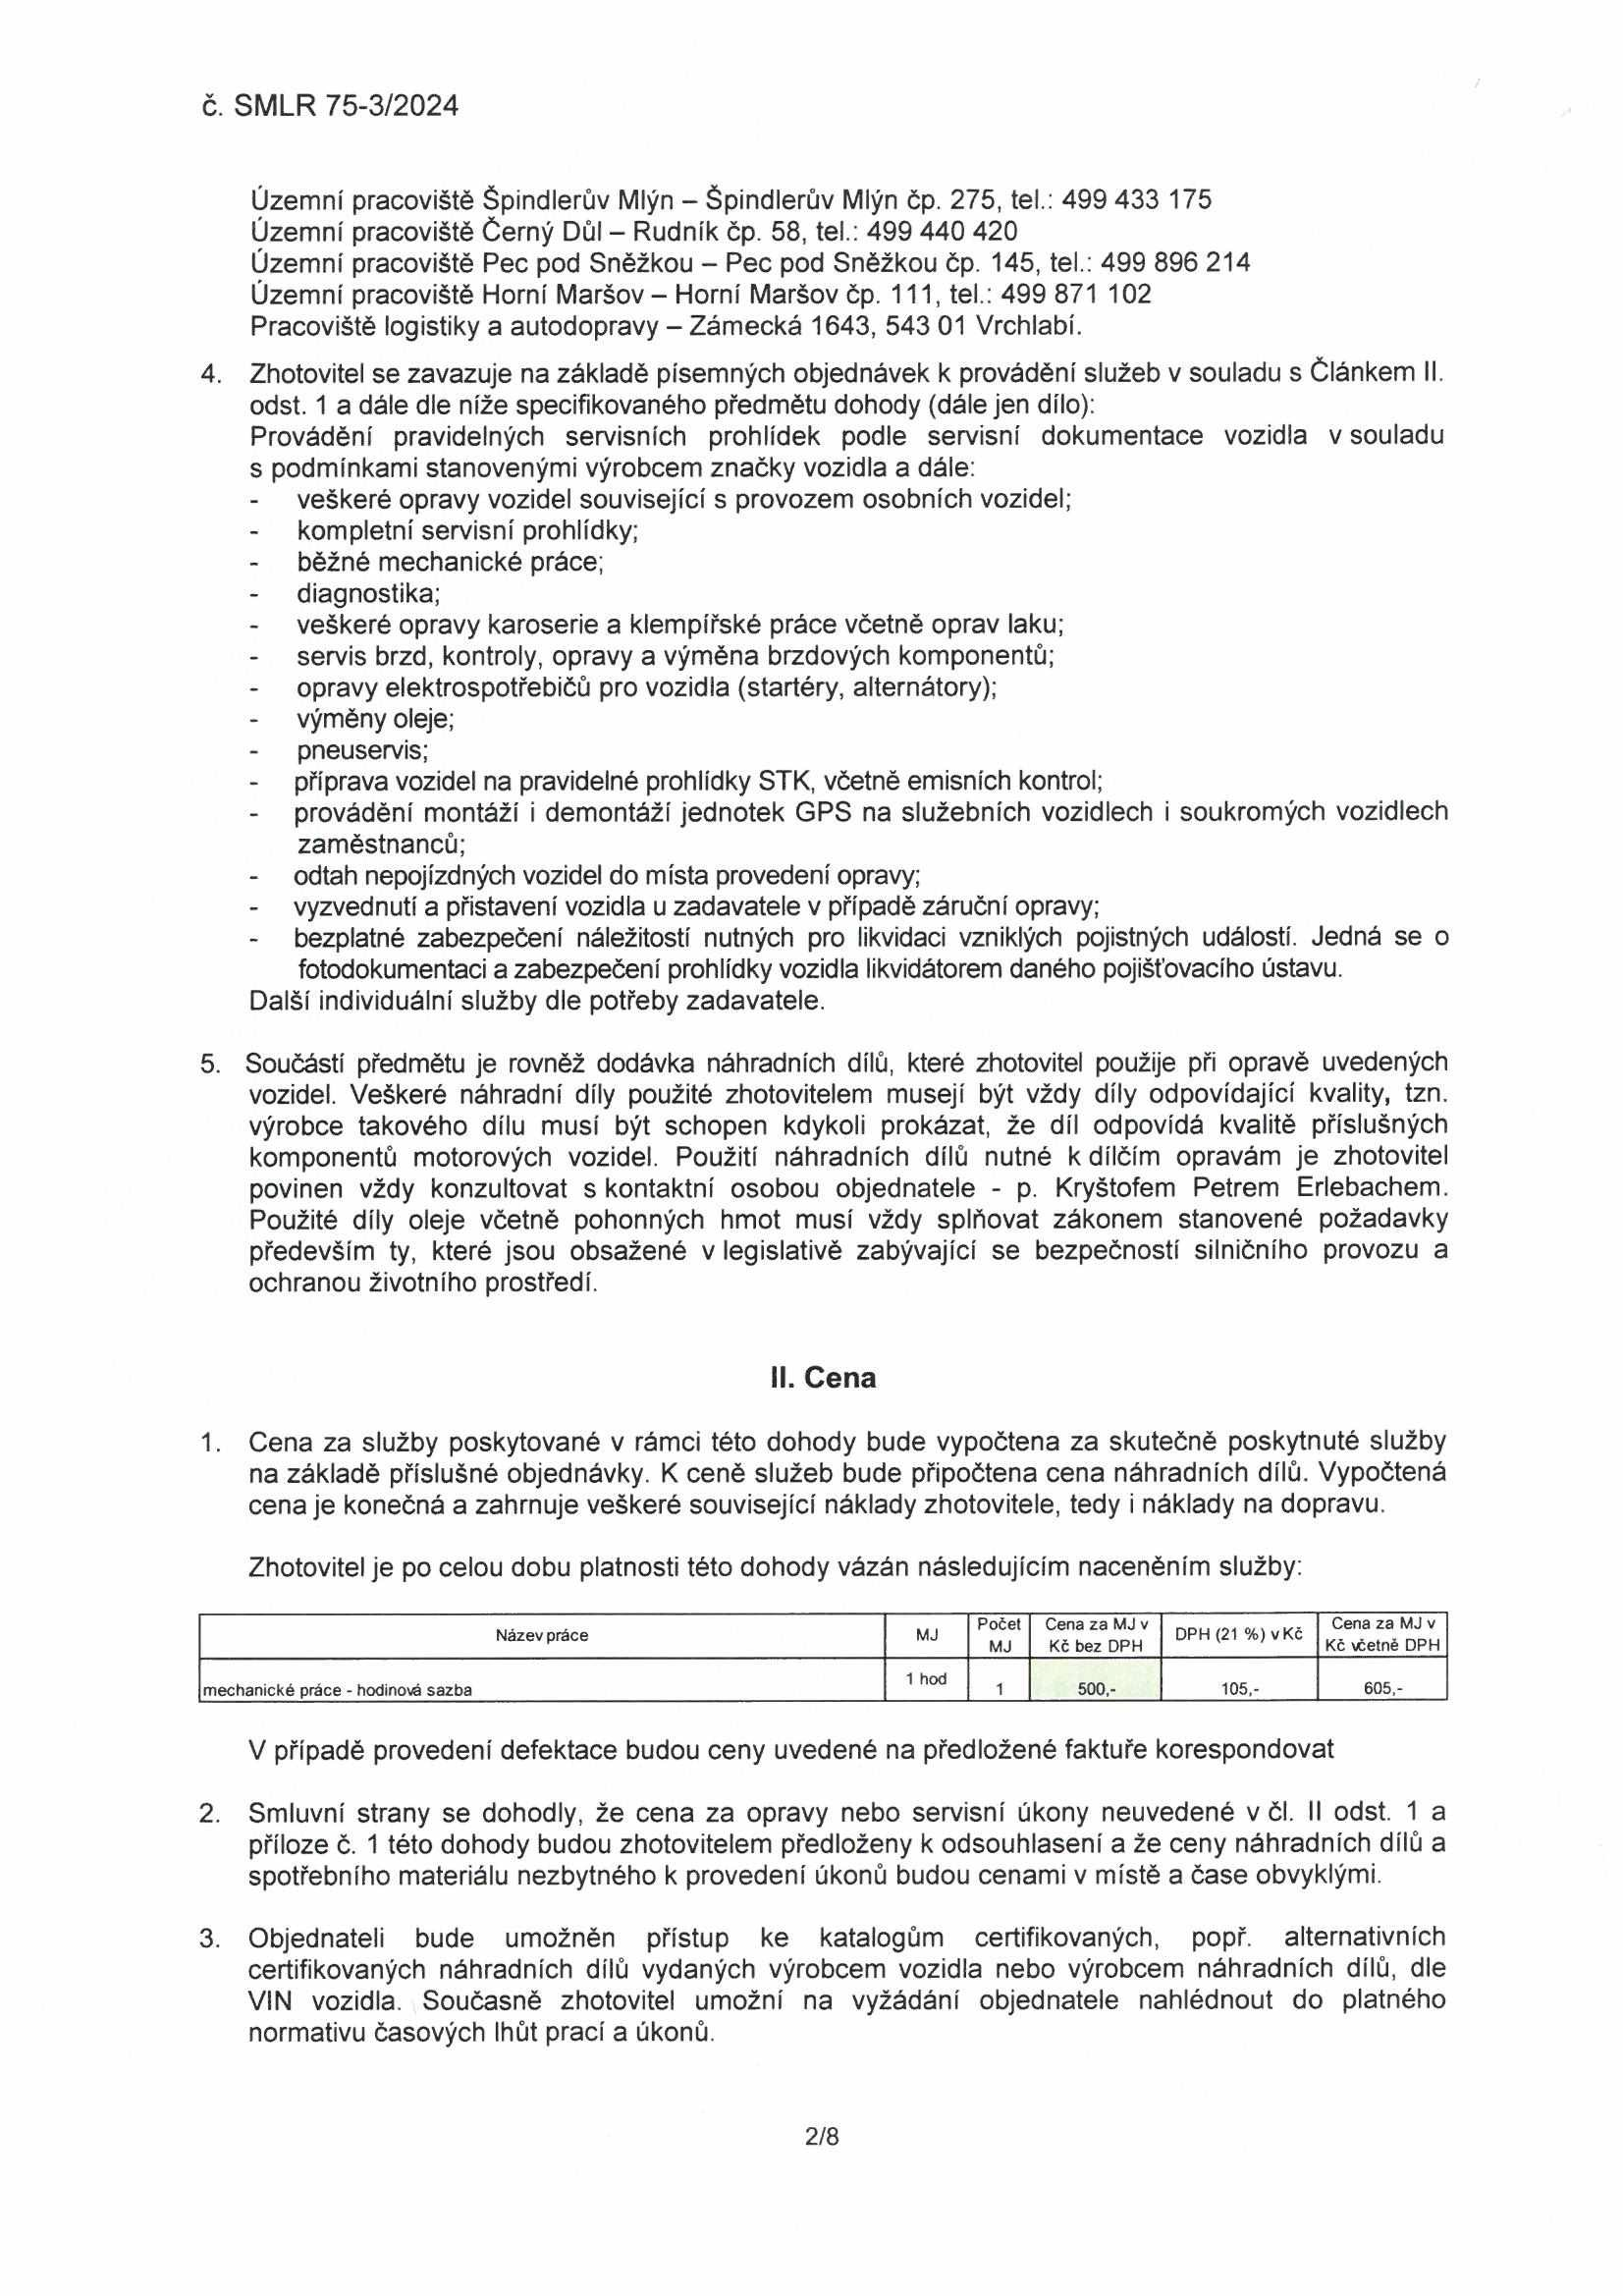 č. SMLR 75-3/2024
Územní pracoviště Špindlerův Mlýn – Špindlerův Mlýn čp. 275, tel.: 499 433 175
Územní pracoviště Černý Důl – Rudník čp. 58, tel.: 499 440 420
Územní pracoviště Pec pod Sněžkou – Pec pod Sněžkou čp. 145, tel.: 499 896 214
Územní pracoviště Horní Maršov – Horní Maršov čp. 111, tel.: 499 871 102
Pracoviště logistiky a autodopravy – Zámecká 1643, 543 01 Vrchlabí.
4. Zhotovitel se zavazuje na základě písemných objednávek k provádění služeb v souladu s Článkem II.
odst. 1 a dále dle níže specifikovaného předmětu dohody (dále jen dílo):
Provádění pravidelných servisních prohlídek podle servisní dokumentace vozidla v souladu
s podmínkami stanovenými výrobcem značky vozidla a dále:
- veškeré opravy vozidel související s provozem osobních vozidel;
- kompletní servisní prohlídky;
- běžné mechanické práce;
- diagnostika;
- veškeré opravy karoserie a klempířské práce včetně oprav laku;
- servis brzd, kontroly, opravy a výměna brzdových komponentů;
- opravy elektrospotřebičů pro vozidla (startéry, alternátory);
- výměny oleje;
- pneuservis;
- příprava vozidel na pravidelné prohlídky STK, včetně emisních kontrol;
- provádění montáží i demontáží jednotek GPS na služebních vozidlech i soukromých vozidlech
zaměstnanců;
- odtah nepojízdných vozidel do místa provedení opravy;
- vyzvednutí a přistavení vozidla u zadavatele v případě záruční opravy;
- bezplatné zabezpečení náležitostí nutných pro likvidaci vzniklých pojistných událostí. Jedná se o
fotodokumentaci a zabezpečení prohlídky vozidla likvidátorem daného pojišťovacího ústavu.
Další individuální služby dle potřeby zadavatele.
5. Součástí předmětu je rovněž dodávka náhradních dílů, které zhotovitel použije při opravě uvedených
vozidel. Veškeré náhradní díly použité zhotovitelem musejí být vždy díly odpovídající kvality, tzn.
výrobce takového dílu musí být schopen kdykoli prokázat, že díl odpovídá kvalitě příslušných
komponentů motorových vozidel. Použití náhradních dílů nutné k dílčím opravám je zhotovitel
povinen vždy konzultovat s kontaktní osobou objednatele - p. Kryštofem Petrem Erlebachem.
Použité díly oleje včetně pohonných hmot musí vždy splňovat zákonem stanovené požadavky
především ty, které jsou obsažené v legislativě zabývající se bezpečností silničního provozu a
ochranou životního prostředí.
II. Cena
1. Cena za služby poskytované v rámci této dohody bude vypočtena za skutečně poskytnuté služby
na základě příslušné objednávky. K ceně služeb bude připočtena cena náhradních dílů. Vypočtená
cena je konečná a zahrnuje veškeré související náklady zhotovitele, tedy i náklady na dopravu.
Zhotovitel je po celou dobu platnosti této dohody vázán následujícím naceněním služby:
Název práce MJ Počet MJ Cena za MJ v Kč bez DPH DPH (21 %) v Kč Cena za MJ v Kč včetně DPH
mechanické práce - hodinová sazba 1 hod 1 500,- 105,- 605,-
V případě provedení defektace budou ceny uvedené na předložené faktuře korespondovat
2. Smluvní strany se dohodly, že cena za opravy nebo servisní úkony neuvedené v čl. II odst. 1 a
příloze č. 1 této dohody budou zhotovitelem předloženy k odsouhlasení a že ceny náhradních dílů a
spotřebního materiálu nezbytného k provedení úkonů budou cenami v místě a čase obvyklými.
3. Objednateli bude umožněn přístup ke katalogům certifikovaných, popř. alternativních
certifikovaných náhradních dílů vydaných výrobcem vozidla nebo výrobcem náhradních dílů, dle
VIN vozidla. Současně zhotovitel umožní na vyžádání objednatele nahlédnout do platného
normativu časových lhůt prací a úkonů.
2/8